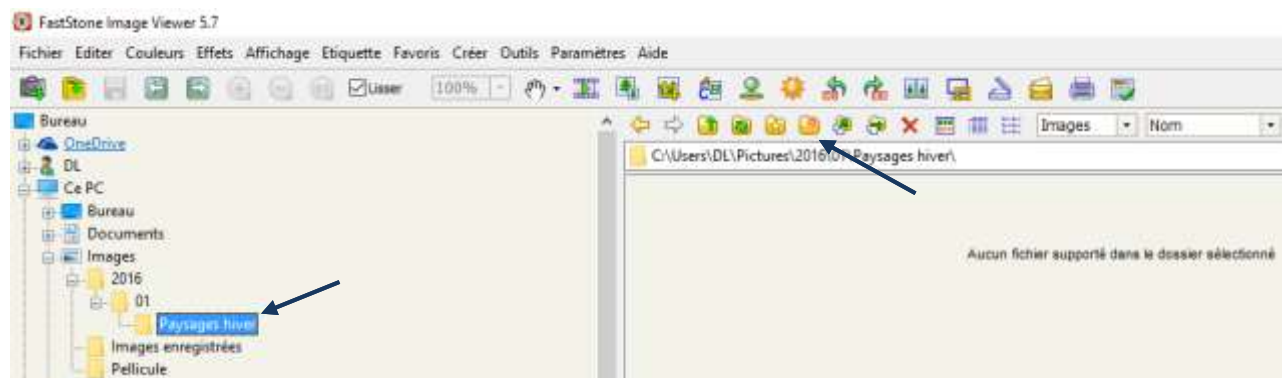 FastStone Image Viewer 5.7
Fichier Editer Couleurs Effets Affichage Etiquette Favoris Créer Outils Paramètres Aide
Lisser 100%
Images Nom
C:\Users\DL\Pictures\2016\01\Paysages hiver\
Bureau
OneDrive
DL
Ce PC
Bureau
Documents
Images
2016
01
Paysages hiver
Images enregistrées
Pellicule
Aucun fichier supporté dans le dossier sélectionné